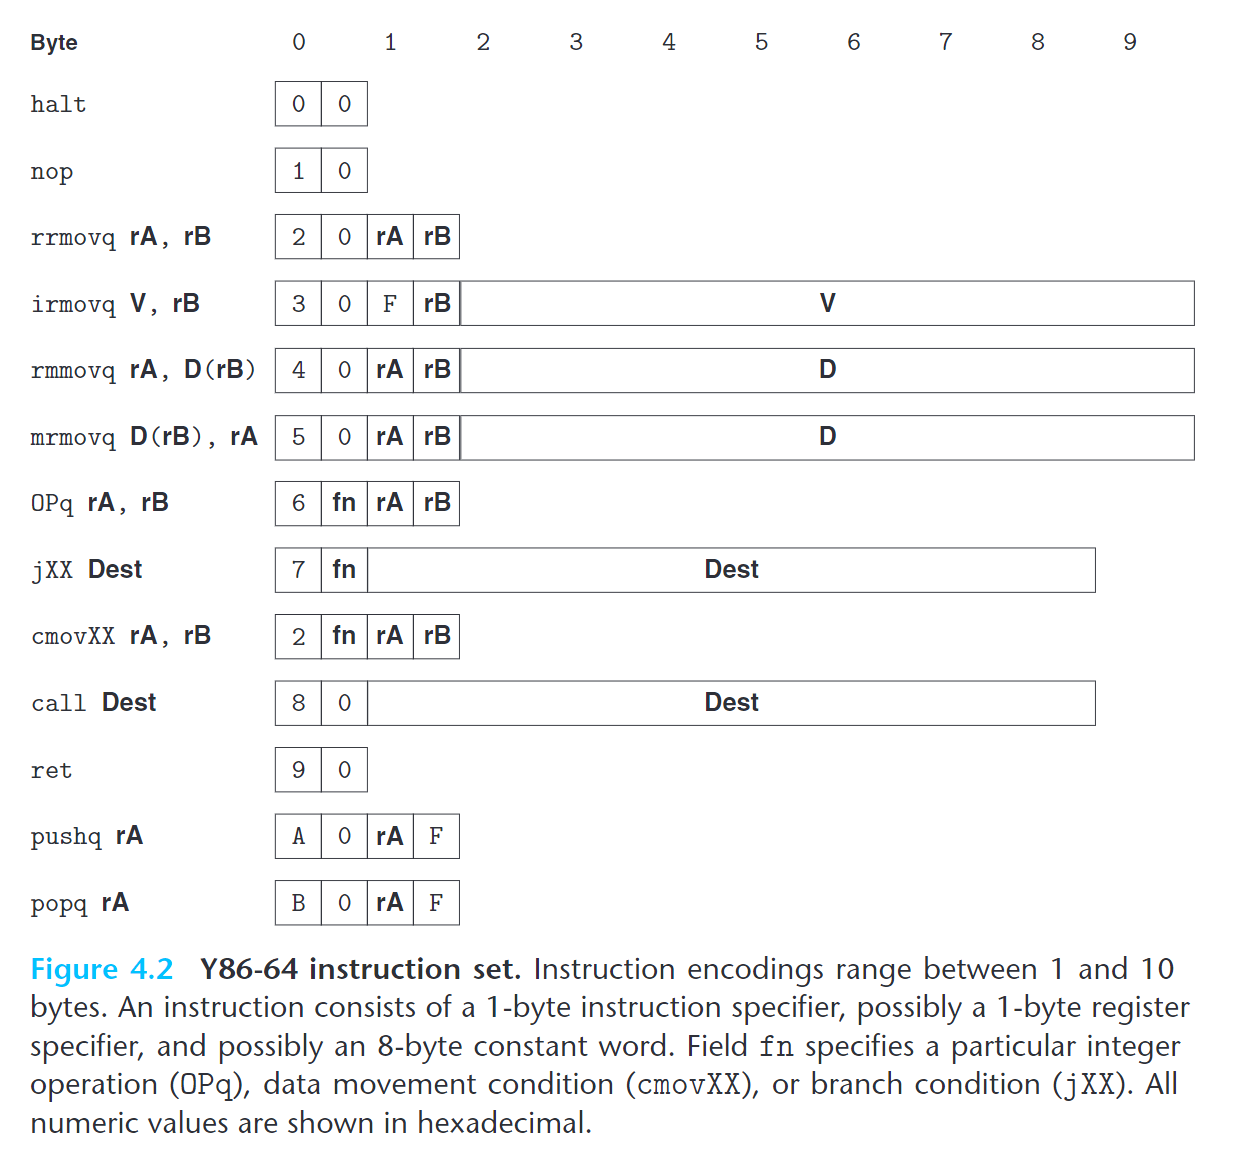 Byte 0 1 2 3 4 5 6 7 8 9
halt 0 0
nop 1 0
rrmovq rA, rB 2 0 rA rB
irmovq V, rB 3 0 F rB V
rmmovq rA, D(rB) 4 0 rA rB D
mrmovq D(rB), rA 5 0 rA rB D
OPq rA, rB 6 fn rA rB
jXX Dest 7 fn Dest
cmovXX rA, rB 2 fn rA rB
call Dest 8 0 Dest
ret 9 0
pushq rA A 0 rA F
popq rA B 0 rA F
Figure 4.2 Y86-64 instruction set. Instruction encodings range between 1 and 10
bytes. An instruction consists of a 1-byte instruction specifier, possibly a 1-byte register
specifier, and possibly an 8-byte constant word. Field fn specifies a particular integer
operation (OPq), data movement condition (cmovXX), or branch condition (jXX). All
numeric values are shown in hexadecimal.